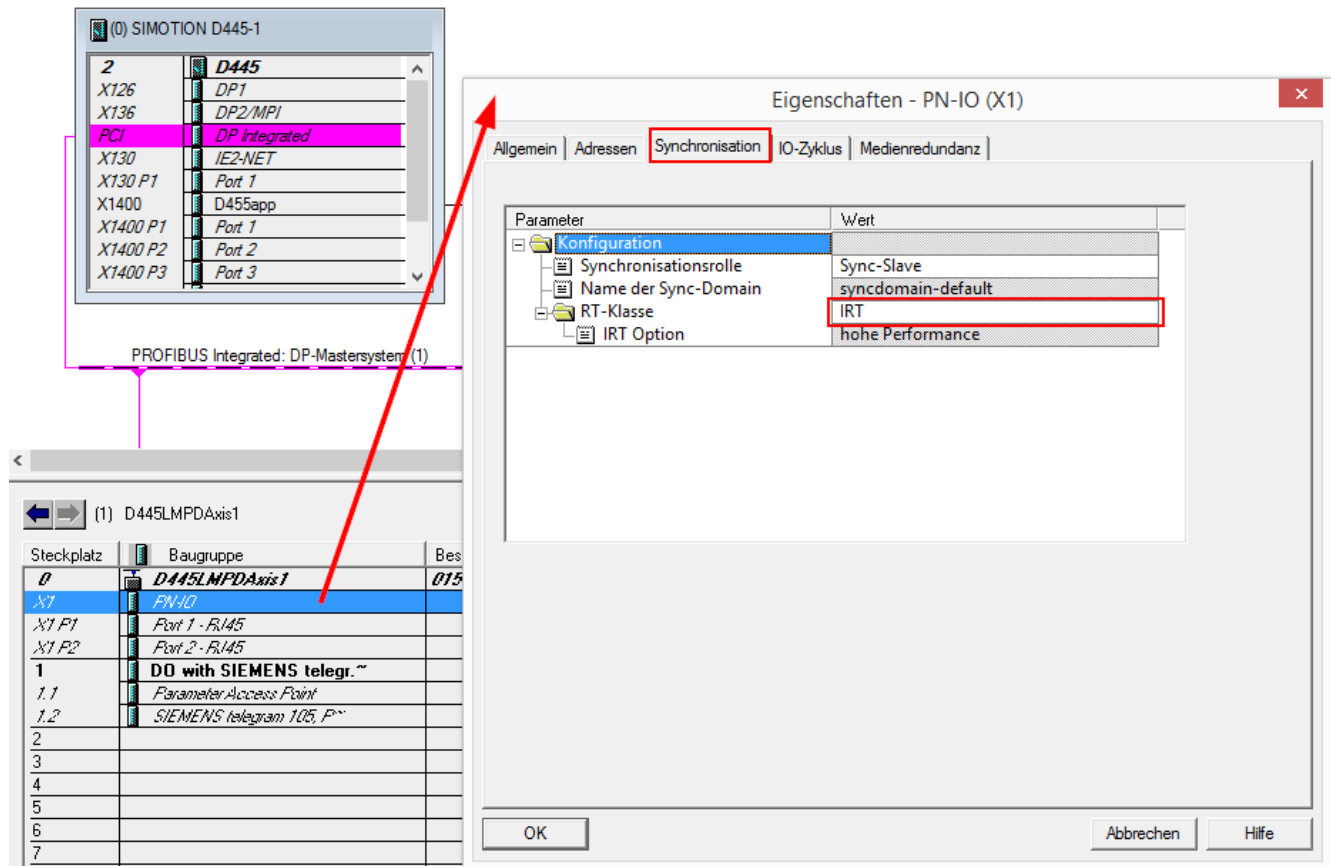 (0) SIMOTION D445-1
2 D445
X126 DP1
X136 DP2/MPI
PCI DP Integrated
X130 IE2-NET
X130 P1 Port 1
X1400 D455app
X1400 P1 Port 1
X1400 P2 Port 2
X1400 P3 Port 3
PROFIBUS Integrated: DP-Mastersystem (1)
(1) D445LMPDAxis1
Steckplatz Baugruppe Bes
0 D445LMPDAxis1 015
X1 PN-IO
X1 P1 Port 1 - RJ45
X1 P2 Port 2 - RJ45
1 DO with SIEMENS telegr.~
1.1 Parameter Access Point
1.2 SIEMENS telegram 105, P~
2
3
4
5
6
7
Eigenschaften - PN-IO (X1)
Allgemein Adressen Synchronisation IO-Zyklus Medienredundanz
Parameter Wert
Konfiguration
Synchronisationsrolle Sync-Slave
Name der Sync-Domain syncdomain-default
RT-Klasse IRT
IRT Option hohe Performance
OK Abbrechen Hilfe